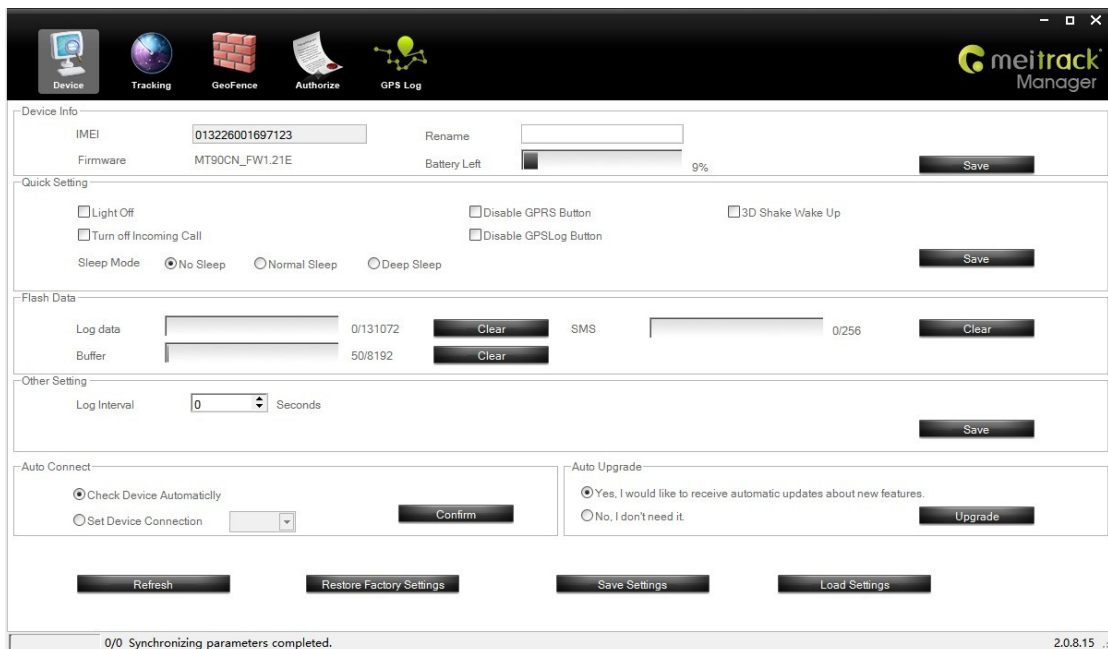 meitrack
Manager
Device Tracking GeoFence Authorize GPS Log
Device Info
IMEI 013226001697123 Rename
Firmware MT90CN_FW1.21E Battery Left 9% Save
Quick Setting
Light Off Disable GPRS Button 3D Shake Wake Up
Turn off Incoming Call Disable GPSLog Button
Sleep Mode No Sleep Normal Sleep Deep Sleep Save
Flash Data
Log data 0/131072 Clear SMS 0/256 Clear
Buffer 50/8192 Clear
Other Setting
Log Interval 0 Seconds
Save
Auto Connect Auto Upgrade
Check Device Automaticlly Yes, I would like to receive automatic updates about new features.
Set Device Connection Confirm No, I don't need it. Upgrade
Refresh Restore Factory Settings Save Settings Load Settings
0/0 Synchronizing parameters completed. 2.0.8.15